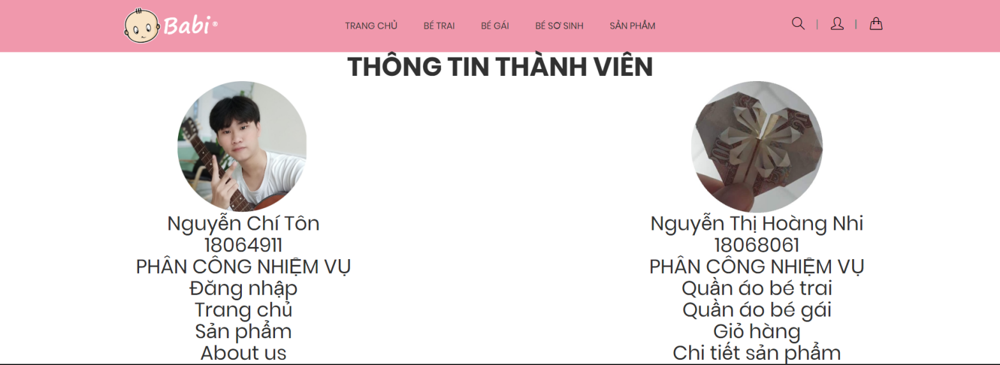 Babi®
TRANG CHỦ BÉ TRAI BÉ GÁI BÉ SƠ SINH SẢN PHẨM
THÔNG TIN THÀNH VIÊN
Nguyễn Chí Tôn
18064911
PHÂN CÔNG NHIỆM VỤ
Đăng nhập
Trang chủ
Sản phẩm
About us
Nguyễn Thị Hoàng Nhi
18068061
PHÂN CÔNG NHIỆM VỤ
Quần áo bé trai
Quần áo bé gái
Giỏ hàng
Chi tiết sản phẩm